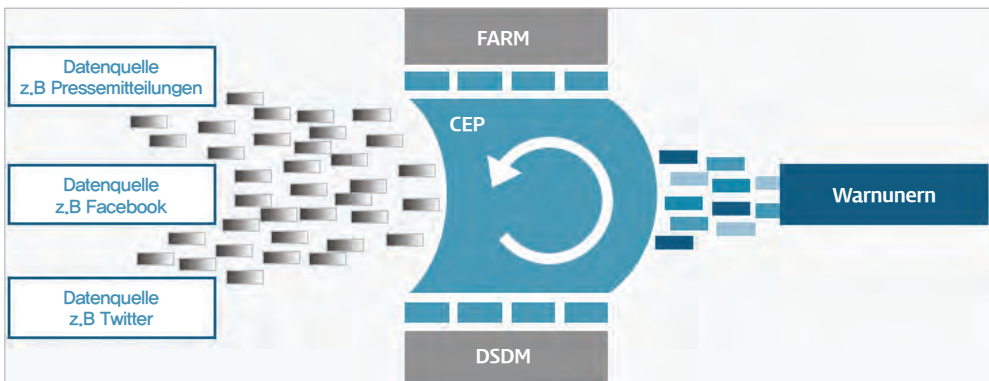 FARM
Datenquelle
z.B Pressemitteilungen
CEP
Datenquelle
z.B Facebook
Warnunern
Datenquelle
z.B Twitter
DSDM